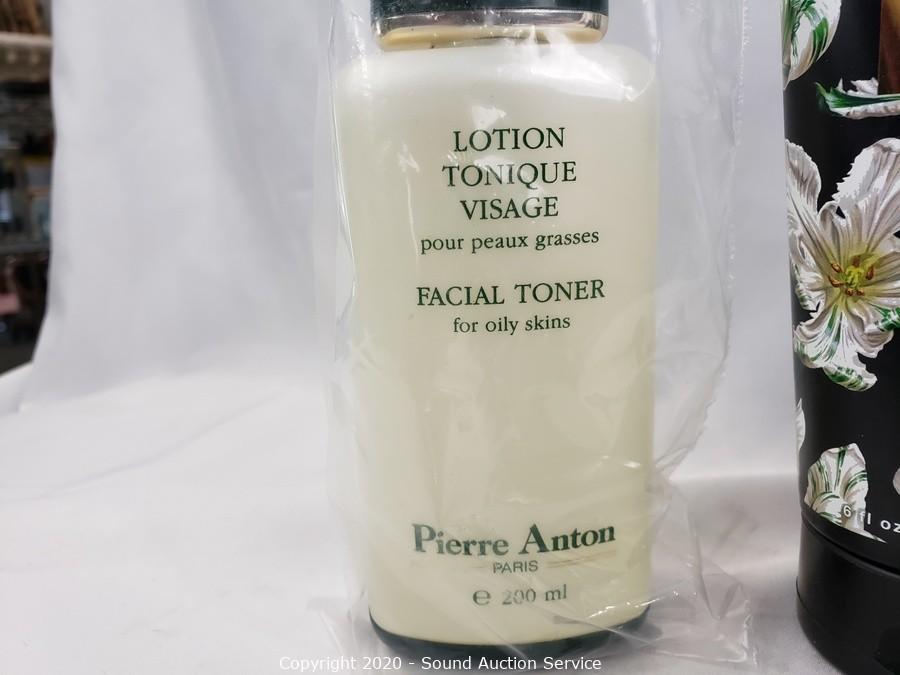 LOTION
TONIQUE
VISAGE
pour peaux grasses
FACIAL TONER
for oily skins
Pierre Anton
PARIS
e 200 ml
6 fl oz
Copyright 2020 - Sound Auction Service